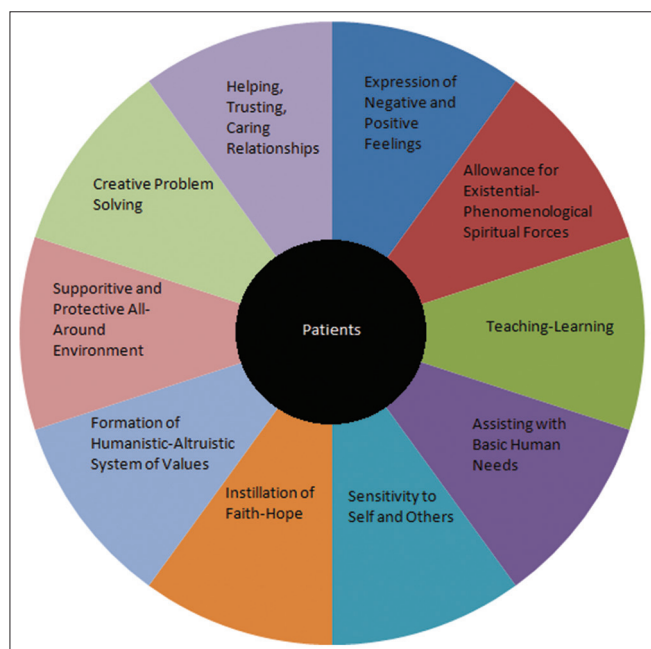 Helping,
Trusting,
Caring
Relationships
Expression of
Negative and
Positive
Feelings
Allowance for
Existential-
Phenomenological
Spiritual Forces
Creative Problem
Solving
Supportive and
Protective All-
Around
Environment
Patients
Teaching-Learning
Formation of
Humanistic-Altruistic
System of Values
Assisting with
Basic Human
Needs
Instillation of
Faith-Hope
Sensitivity to
Self and Others